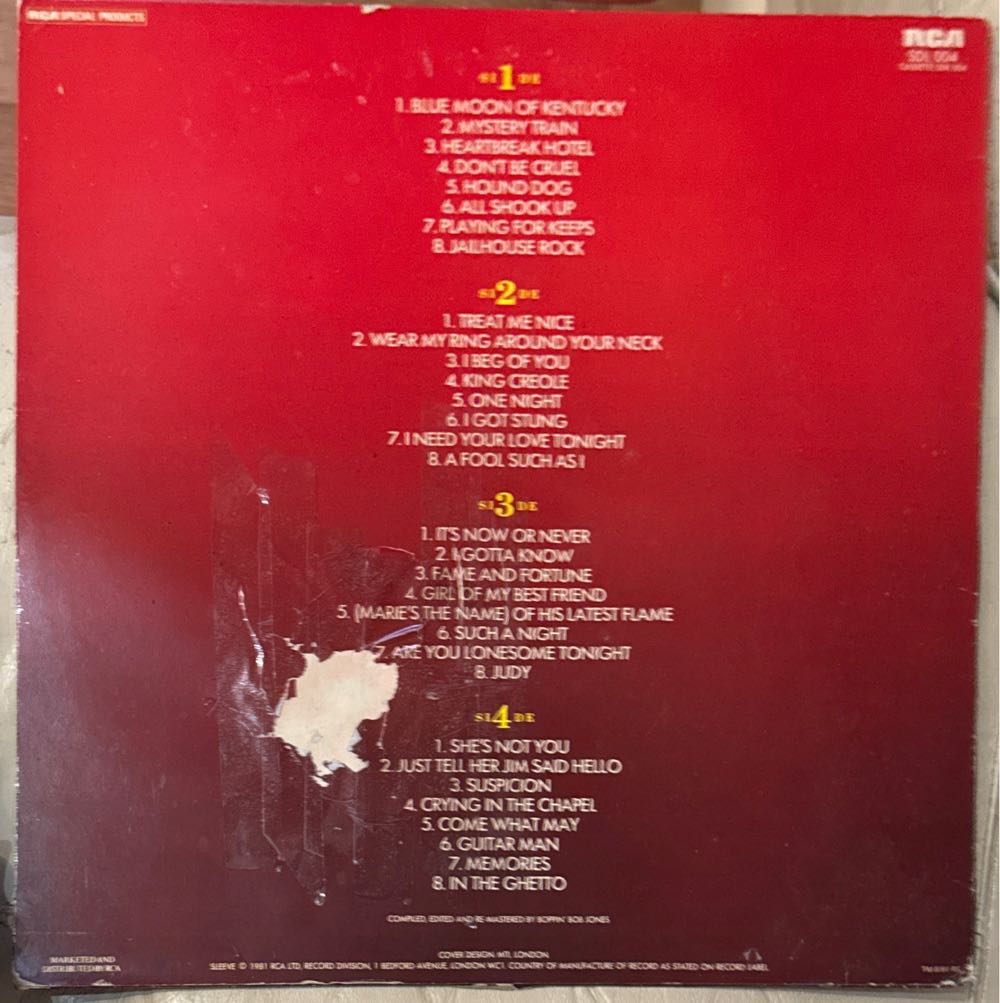 RCA SPECIAL PRODUCTS
RCA
SDL 004
SIDE 1
1. BLUE MOON OF KENTUCKY
2. MYSTERY TRAIN
3. HEARTBREAK HOTEL
4. DON'T BE CRUEL
5. HOUND DOG
6. ALL SHOOK UP
7. PLAYING FOR KEEPS
8. JAILHOUSE ROCK
SIDE 2
1. TREAT ME NICE
2. WEAR MY RING AROUND YOUR NECK
3. I BEG OF YOU
4. KING CREOLE
5. ONE NIGHT
6. I GOT STUNG
7. I NEED YOUR LOVE TONIGHT
8. A FOOL SUCH AS I
SIDE 3
1. IT'S NOW OR NEVER
2. I GOTTA KNOW
3. FAME AND FORTUNE
4. GIRL OF MY BEST FRIEND
5. (MARIE'S THE NAME) OF HIS LATEST FLAME
6. SUCH A NIGHT
7. ARE YOU LONESOME TONIGHT
8. JUDY
SIDE 4
1. SHE'S NOT YOU
2. JUST TELL HER JIM SAID HELLO
3. SUSPICION
4. CRYING IN THE CHAPEL
5. COME WHAT MAY
6. GUITAR MAN
7. MEMORIES
8. IN THE GHETTO
COMPILED, EDITED AND RE-MASTERED BY BOPPIN' BOB JONES
MARKETED AND
DISTRIBUTED BY RCA
COVER DESIGN MTI, LONDON
SLEEVE © 1981 RCA LTD, RECORD DIVISION, 1 BEDFORD AVENUE, LONDON WC1. COUNTRY OF MANUFACTURE OF RECORD AS STATED ON RECORD LABEL